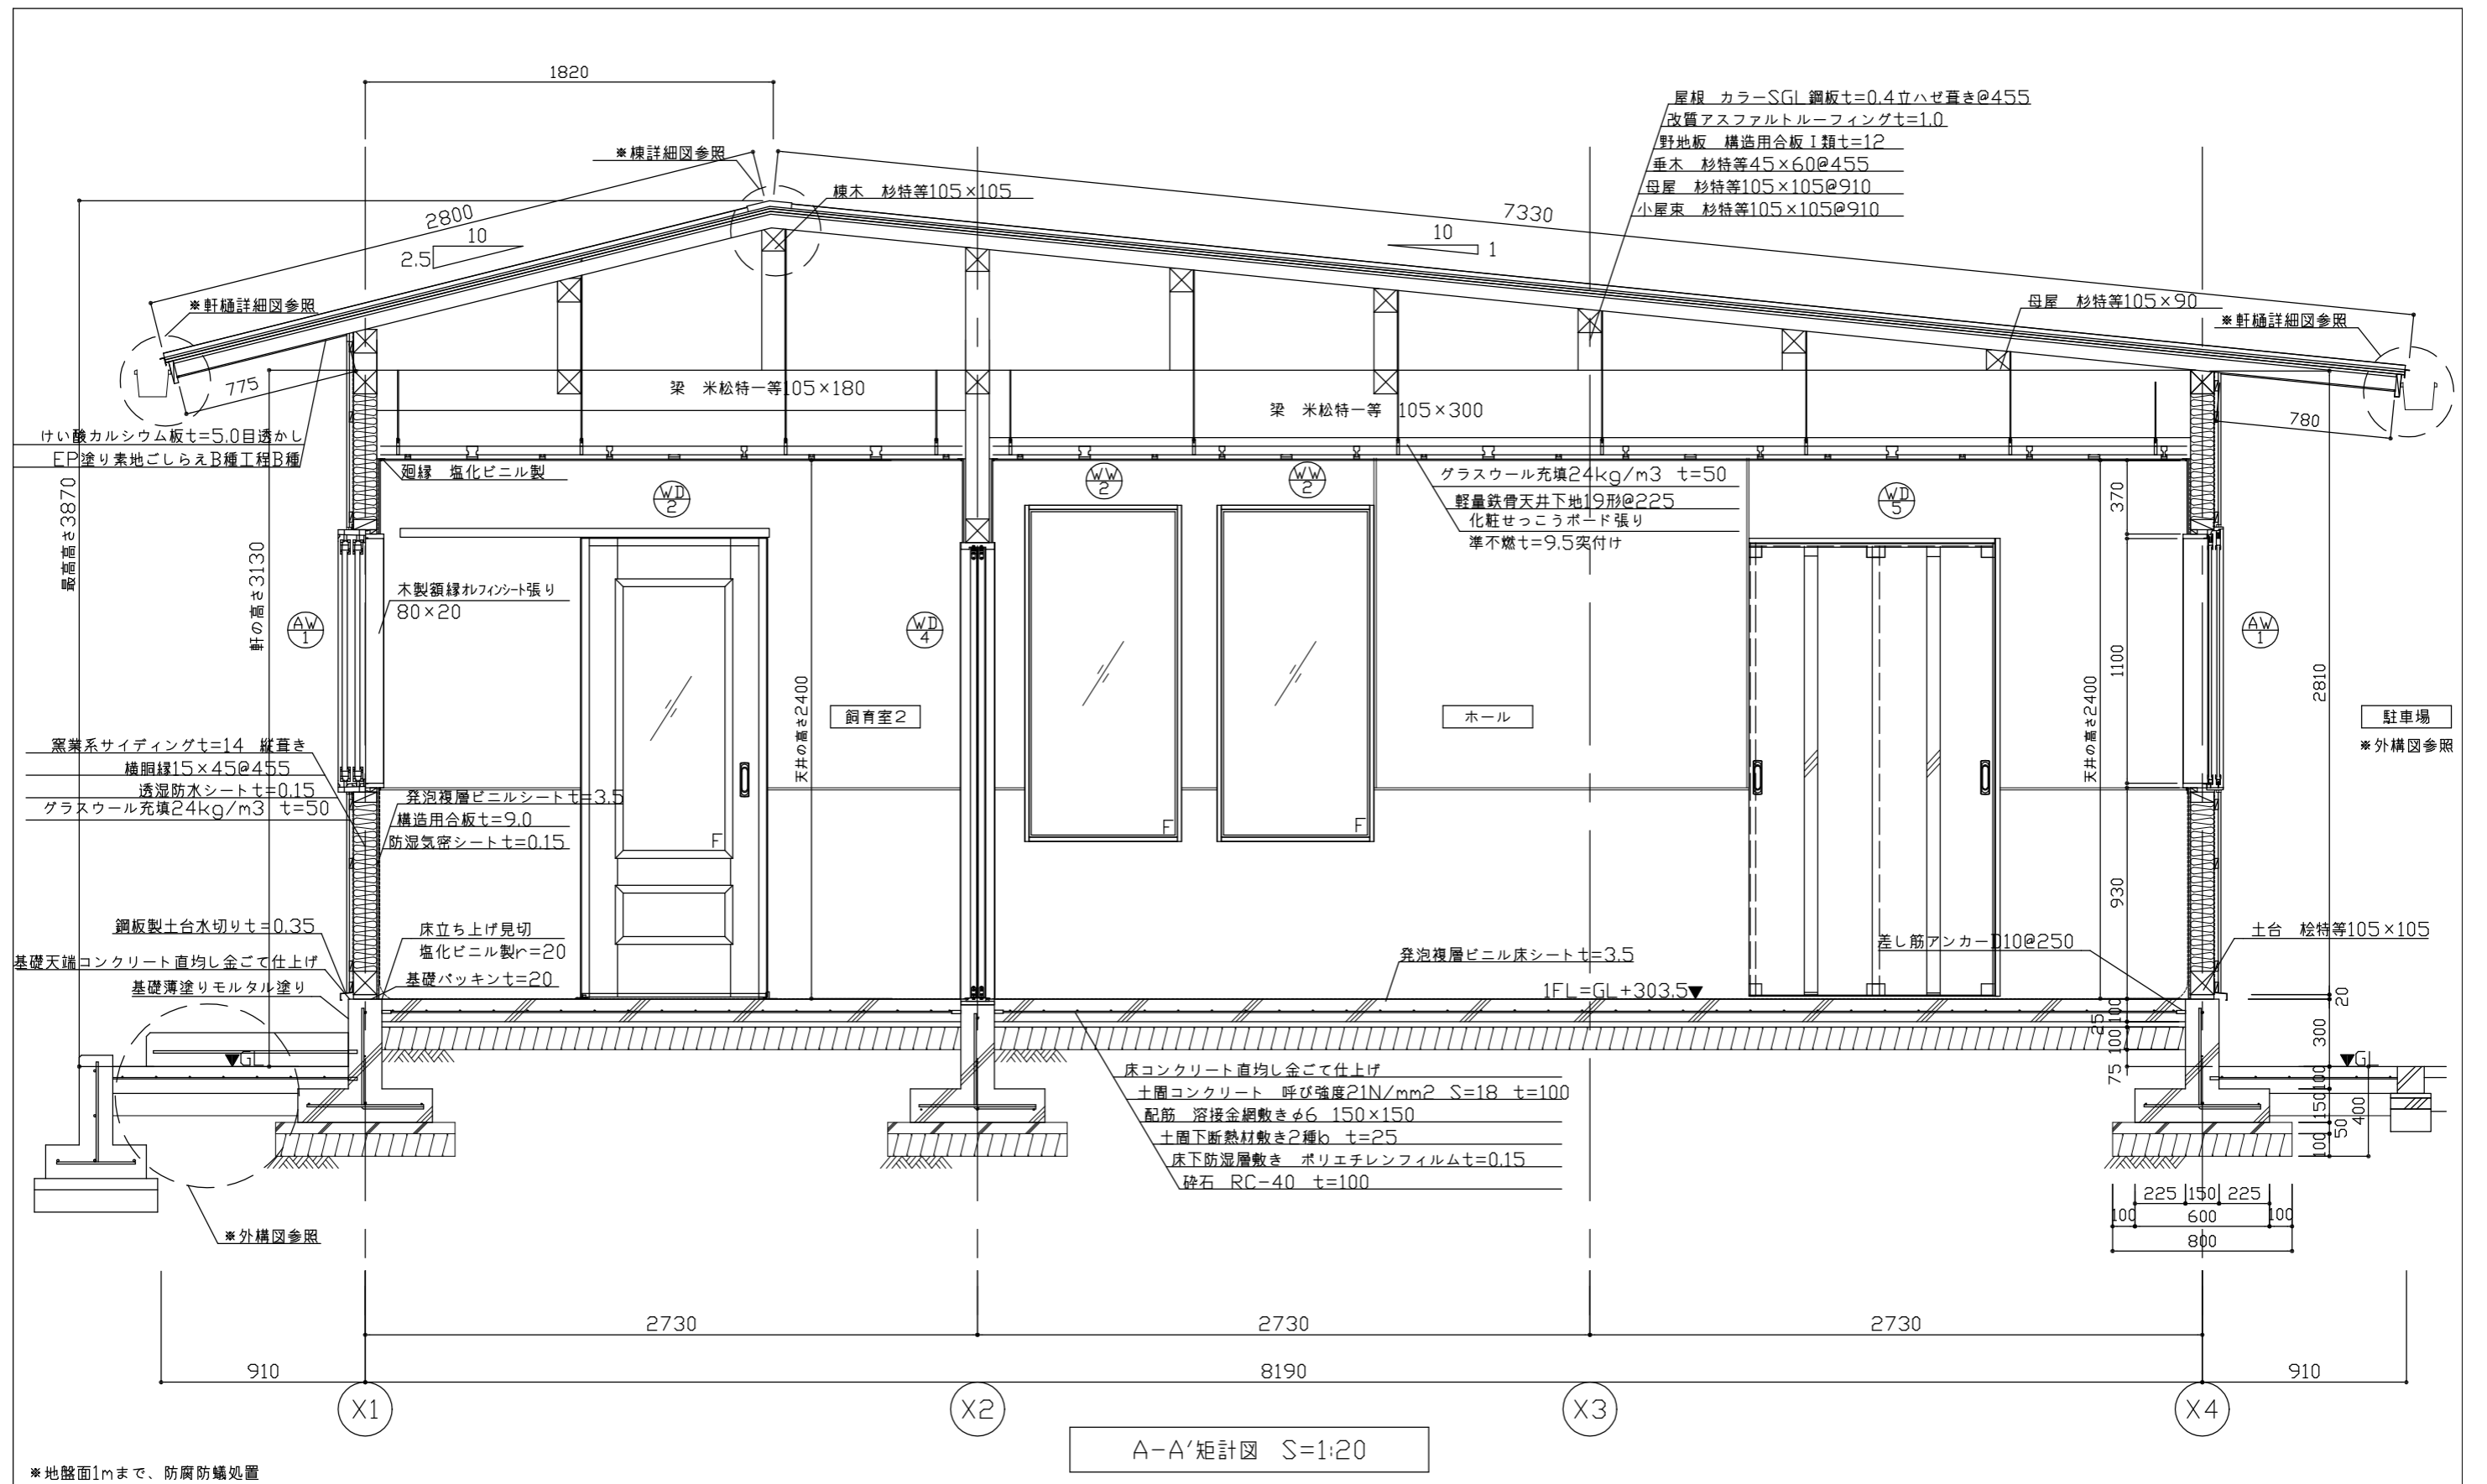 1820
屋根　カラーSGL鋼板t=0.4立ハゼ葺き@455
改質アスファルトルーフィングt=1.0
野地板　構造用合板Ⅰ類t=12
垂木　杉特等45×60@455
母屋　杉特等105×105@910
小屋束　杉特等105×105@910
※棟詳細図参照
棟木　杉特等105×105
2800
7330
10
2.5
10
1
※軒樋詳細図参照
母屋　杉特等105×90
※軒樋詳細図参照
775
梁　米松特一等105×180
梁　米松特一等　105×300
780
けい酸カルシウム板t=5.0目透かし
EP塗り素地ごしらえB種工程B種
廻縁　塩化ビニル製
最高高さ3870
軒の高さ3130
WD
2
WW
2
WW
2
グラスウール充填24kg/m3　t=50
軽量鉄骨天井下地19形@225
化粧せっこうボード張り
準不燃t=9.5突付け
WD
5
370
木製額縁オレフィンシート張り
80×20
AW
1
WD
4
AW
1
天井の高さ2400
飼育室2
ホール
天井の高さ2400
1100
2810
駐車場
※外構図参照
窯業系サイディングt=14　縦葺き
横胴縁15×45@455
透湿防水シートt=0.15
グラスウール充填24kg/m3　t=50
発泡複層ビニルシートt=3.5
構造用合板t=9.0
防湿気密シートt=0.15
F
F
F
930
鋼板製土台水切りt=0.35
基礎天端コンクリート直均し金ごて仕上げ
基礎薄塗りモルタル塗り
床立ち上げ見切
塩化ビニル製r=20
基礎パッキンt=20
発泡複層ビニル床シートt=3.5
差し筋アンカーD10@250
土台　桧特等105×105
1FL=GL+303.5
20
100
25
100
75
300
GL
GL
100
150
50
100
400
床コンクリート直均し金ごて仕上げ
土間コンクリート　呼び強度21N/mm2　S=18　t=100
配筋　溶接金網敷きφ6　150×150
土間下断熱材敷き2種b　t=25
床下防湿層敷き　ポリエチレンフィルムt=0.15
砕石　RC-40　t=100
225
150
225
100
600
100
800
※外構図参照
2730
2730
2730
910
8190
910
X1
X2
X3
X4
A-A'矩計図　S=1:20
※地盤面1mまで、防腐防蟻処置